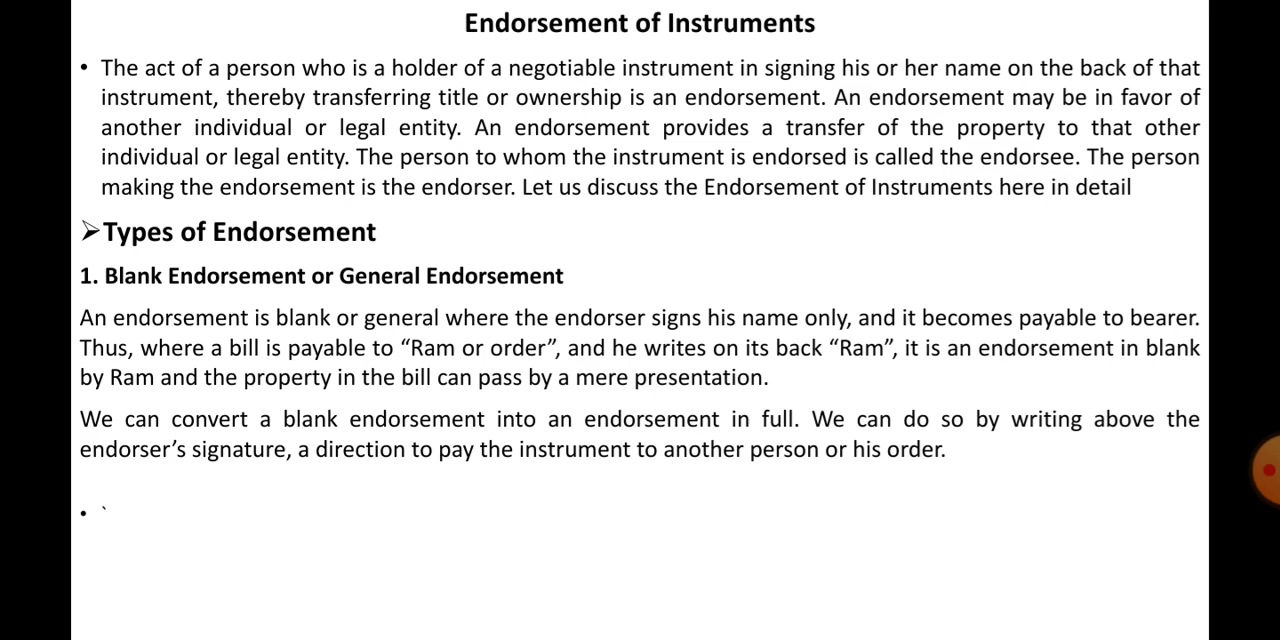 Endorsement of Instruments
• The act of a person who is a holder of a negotiable instrument in signing his or her name on the back of that
instrument, thereby transferring title or ownership is an endorsement. An endorsement may be in favor of
another individual or legal entity. An endorsement provides a transfer of the property to that other
individual or legal entity. The person to whom the instrument is endorsed is called the endorsee. The person
making the endorsement is the endorser. Let us discuss the Endorsement of Instruments here in detail
➢Types of Endorsement
1. Blank Endorsement or General Endorsement
An endorsement is blank or general where the endorser signs his name only, and it becomes payable to bearer.
Thus, where a bill is payable to “Ram or order”, and he writes on its back “Ram”, it is an endorsement in blank
by Ram and the property in the bill can pass by a mere presentation.
We can convert a blank endorsement into an endorsement in full. We can do so by writing above the
endorser’s signature, a direction to pay the instrument to another person or his order.
• `